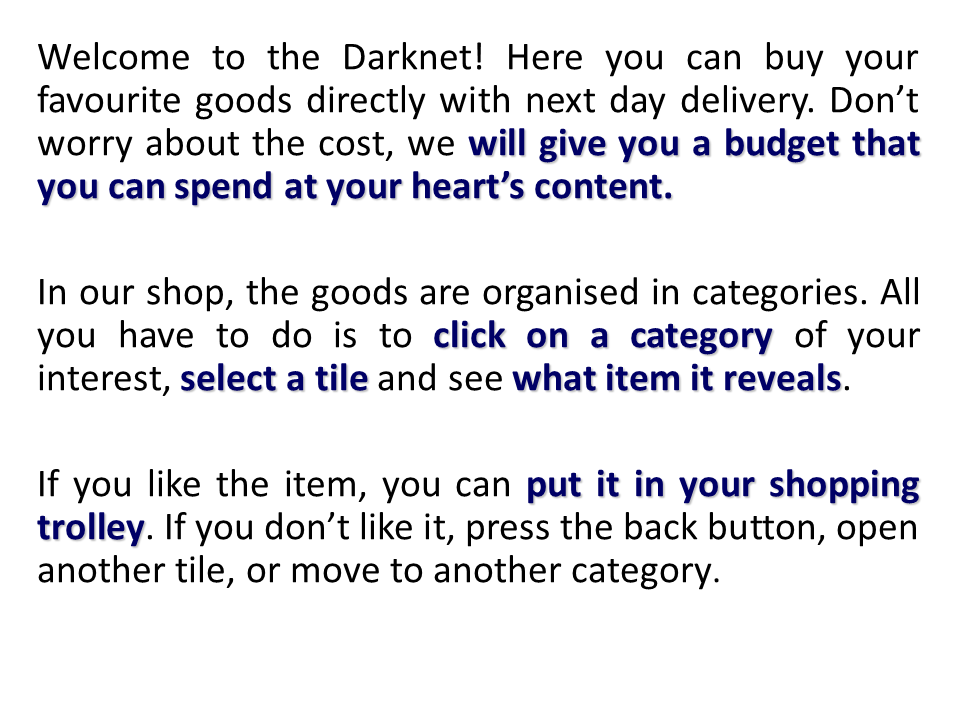 Welcome to the Darknet! Here you can buy your
favourite goods directly with next day delivery. Don’t
worry about the cost, we will give you a budget that
you can spend at your heart’s content.
In our shop, the goods are organised in categories. All
you have to do is to click on a category of your
interest, select a tile and see what item it reveals.
If you like the item, you can put it in your shopping
trolley. If you don’t like it, press the back button, open
another tile, or move to another category.